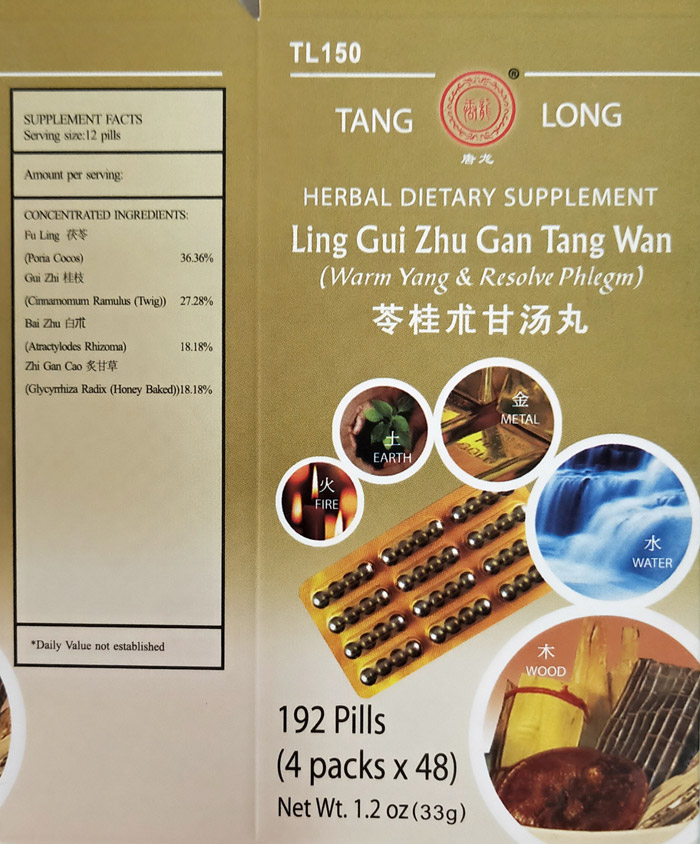 SUPPLEMENT FACTS
Serving size:12 pills
Amount per serving:
CONCENTRATED INGREDIENTS:
Fu Ling 茯苓
(Poria Cocos) 36.36%
Gui Zhi 桂枝
(Cinnamomum Ramulus (Twig)) 27.28%
Bai Zhu 白朮
(Atractylodes Rhizoma) 18.18%
Zhi Gan Cao 炙甘草
(Glycyrrhiza Radix (Honey Baked))18.18%
*Daily Value not established
TL150
®
TANG LONG
唐龙
HERBAL DIETARY SUPPLEMENT
Ling Gui Zhu Gan Tang Wan
(Warm Yang & Resolve Phlegm)
苓桂朮甘汤丸
金
METAL
土
EARTH
火
FIRE
水
WATER
木
WOOD
192 Pills
(4 packs x 48)
Net Wt. 1.2 oz(33g)